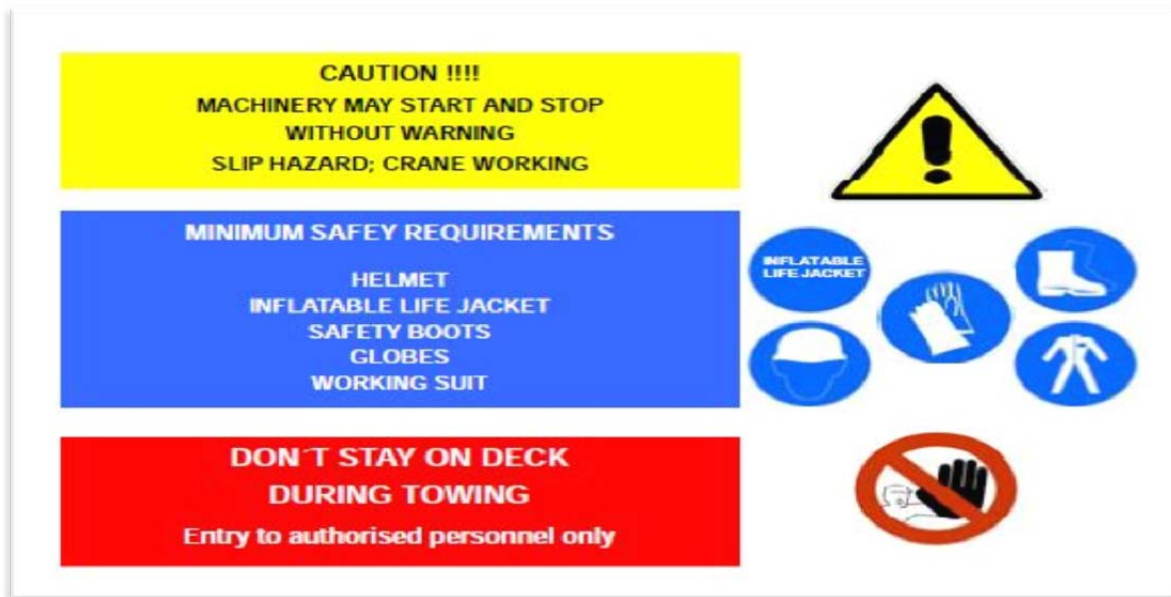 CAUTION !!!!
MACHINERY MAY START AND STOP
WITHOUT WARNING
SLIP HAZARD; CRANE WORKING
MINIMUM SAFEY REQUIREMENTS
HELMET
INFLATABLE LIFE JACKET
SAFETY BOOTS
GLOBES
WORKING SUIT
INFLATABLE
LIFE JACKET
DON´T STAY ON DECK
DURING TOWING
Entry to authorised personnel only